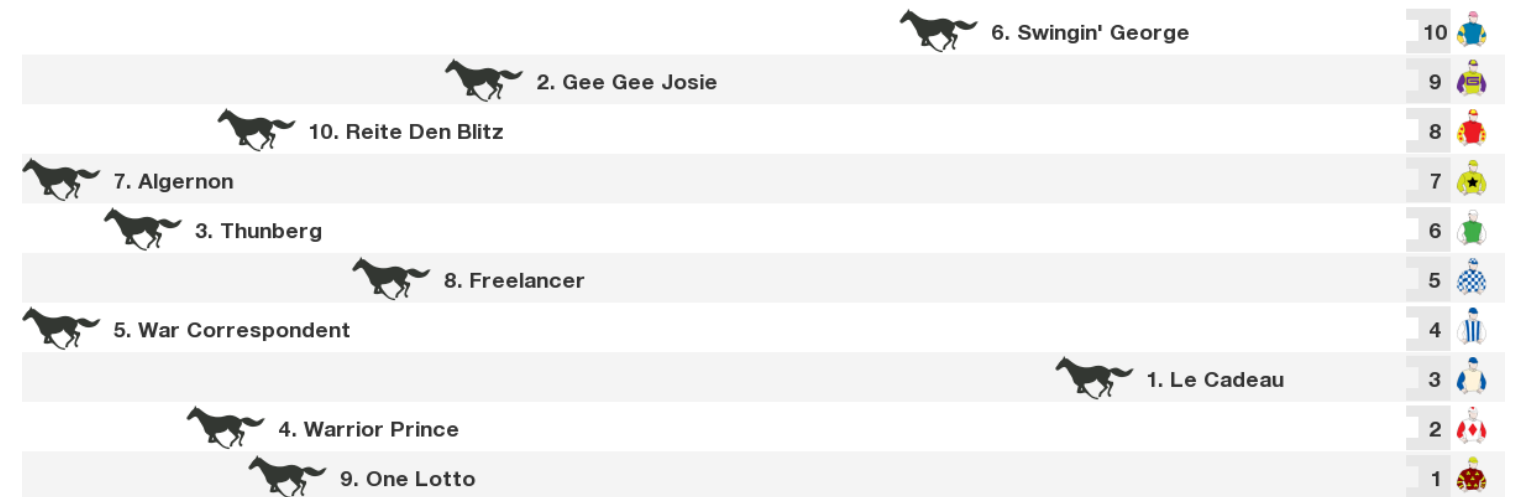 6. Swingin' George 10
2. Gee Gee Josie 9
10. Reite Den Blitz 8
7. Algernon 7
3. Thunberg 6
8. Freelancer 5
5. War Correspondent 4
1. Le Cadeau 3
4. Warrior Prince 2
9. One Lotto 1